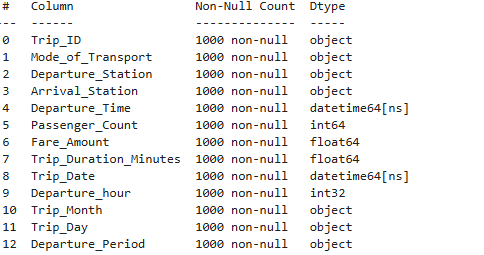 #   Column                 Non-Null Count  Dtype
--- ------                 --------------  -----
0   Trip_ID                1000 non-null   object
1   Mode_of_Transport      1000 non-null   object
2   Departure_Station      1000 non-null   object
3   Arrival_Station        1000 non-null   object
4   Departure_Time         1000 non-null   datetime64[ns]
5   Passenger_Count        1000 non-null   int64
6   Fare_Amount            1000 non-null   float64
7   Trip_Duration_Minutes  1000 non-null   float64
8   Trip_Date              1000 non-null   datetime64[ns]
9   Departure_hour         1000 non-null   int32
10  Trip_Month             1000 non-null   object
11  Trip_Day               1000 non-null   object
12  Departure_Period       1000 non-null   object